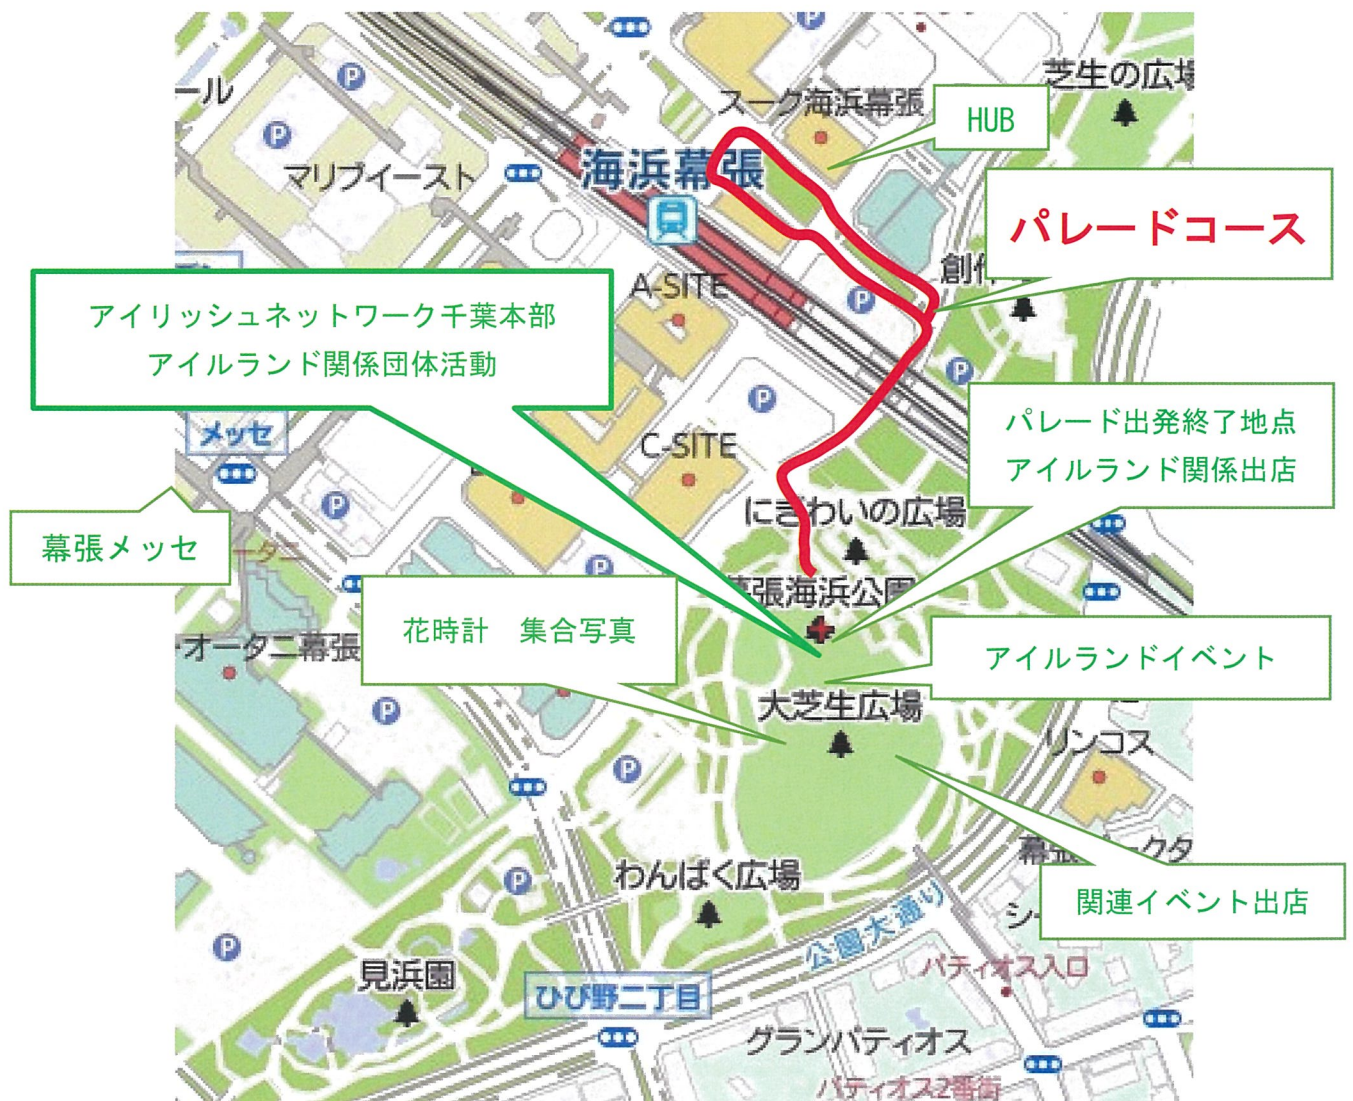 スーク海浜幕張
HUB
芝生の広場
ール
マリブイースト
海浜幕張
パレードコース
A-SITE
アイリッシュネットワーク千葉本部
アイルランド関係団体活動
メッセ
C-SITE
パレード出発終了地点
アイルランド関係出店
にぎわいの広場
幕張メッセ
幕張海浜公園
花時計 集合写真
オータニ幕張
アイルランドイベント
大芝生広場
リンコス
わんぱく広場
関連イベント出店
公園大通り
見浜園
ひび野二丁目
パティオス入口
グランパティオス
パティオス2番街
P
P
P
P
P
P
P
P
P
P
P
P
P